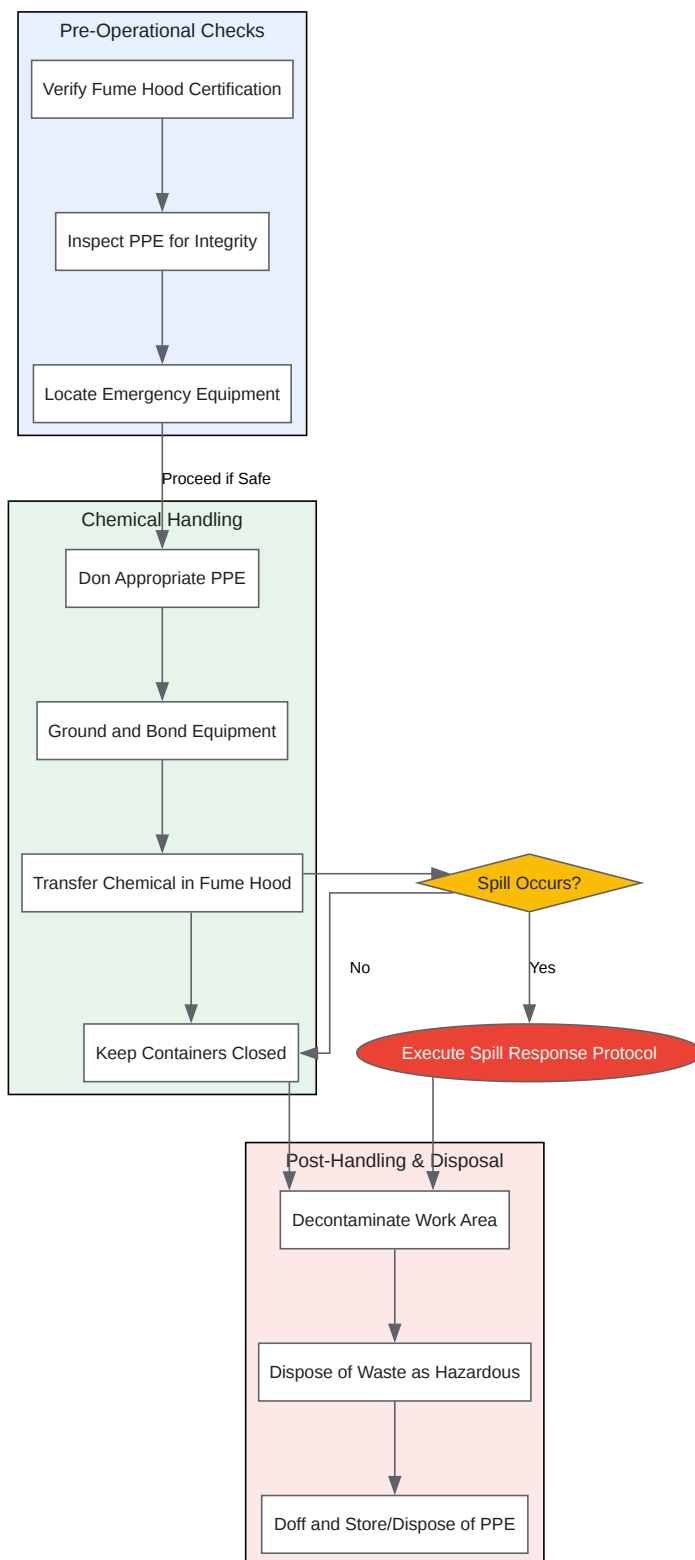 Pre-Operational Checks
Verify Fume Hood Certification
Inspect PPE for Integrity
Locate Emergency Equipment
Proceed if Safe
Chemical Handling
Don Appropriate PPE
Ground and Bond Equipment
Transfer Chemical in Fume Hood
Spill Occurs?
No
Yes
Keep Containers Closed
Execute Spill Response Protocol
Post-Handling & Disposal
Decontaminate Work Area
Dispose of Waste as Hazardous
Doff and Store/Dispose of PPE